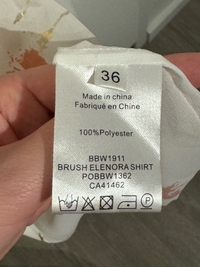 36
Made in china
Fabriqué en Chine
100%Polyester
BBW1911
BRUSH ELENORA SHIRT
POBBW1362
CA41462